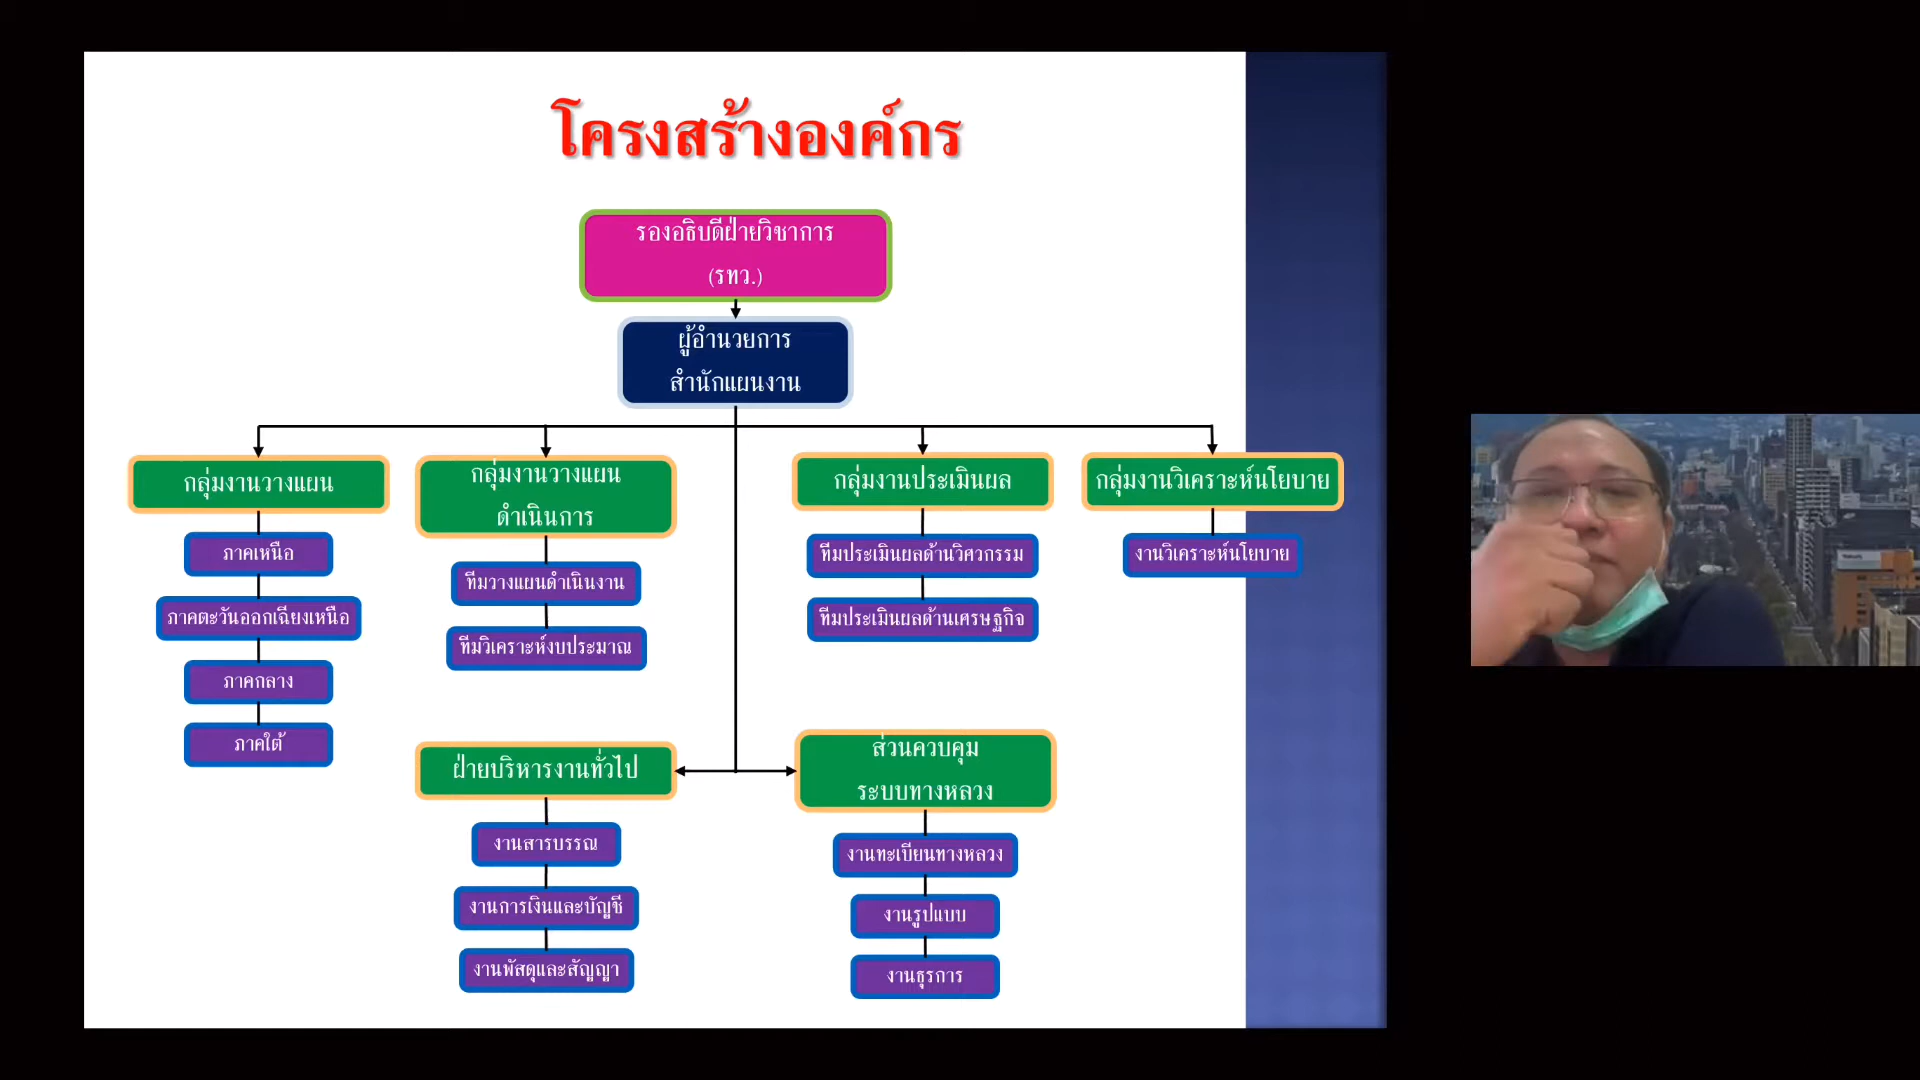 โครงสร้างองค์กร
รองอธิบดีฝ่ายวิชาการ
(รทว.)
ผู้อำนวยการ
สำนักแผนงาน
กลุ่มงานวางแผน
ภาคเหนือ
ภาคตะวันออกเฉียงเหนือ
ภาคกลาง
ภาคใต้
กลุ่มงานวางแผน
ดำเนินการ
ทีมวางแผนดำเนินงาน
ทีมวิเคราะห์งบประมาณ
กลุ่มงานประเมินผล
ทีมประเมินผลด้านวิศวกรรม
ทีมประเมินผลด้านเศรษฐกิจ
กลุ่มงานวิเคราะห์นโยบาย
งานวิเคราะห์นโยบาย
ฝ่ายบริหารงานทั่วไป
งานสารบรรณ
งานการเงินและบัญชี
งานพัสดุและสัญญา
ส่วนควบคุม
ระบบทางหลวง
งานทะเบียนทางหลวง
งานรูปแบบ
งานธุรการ